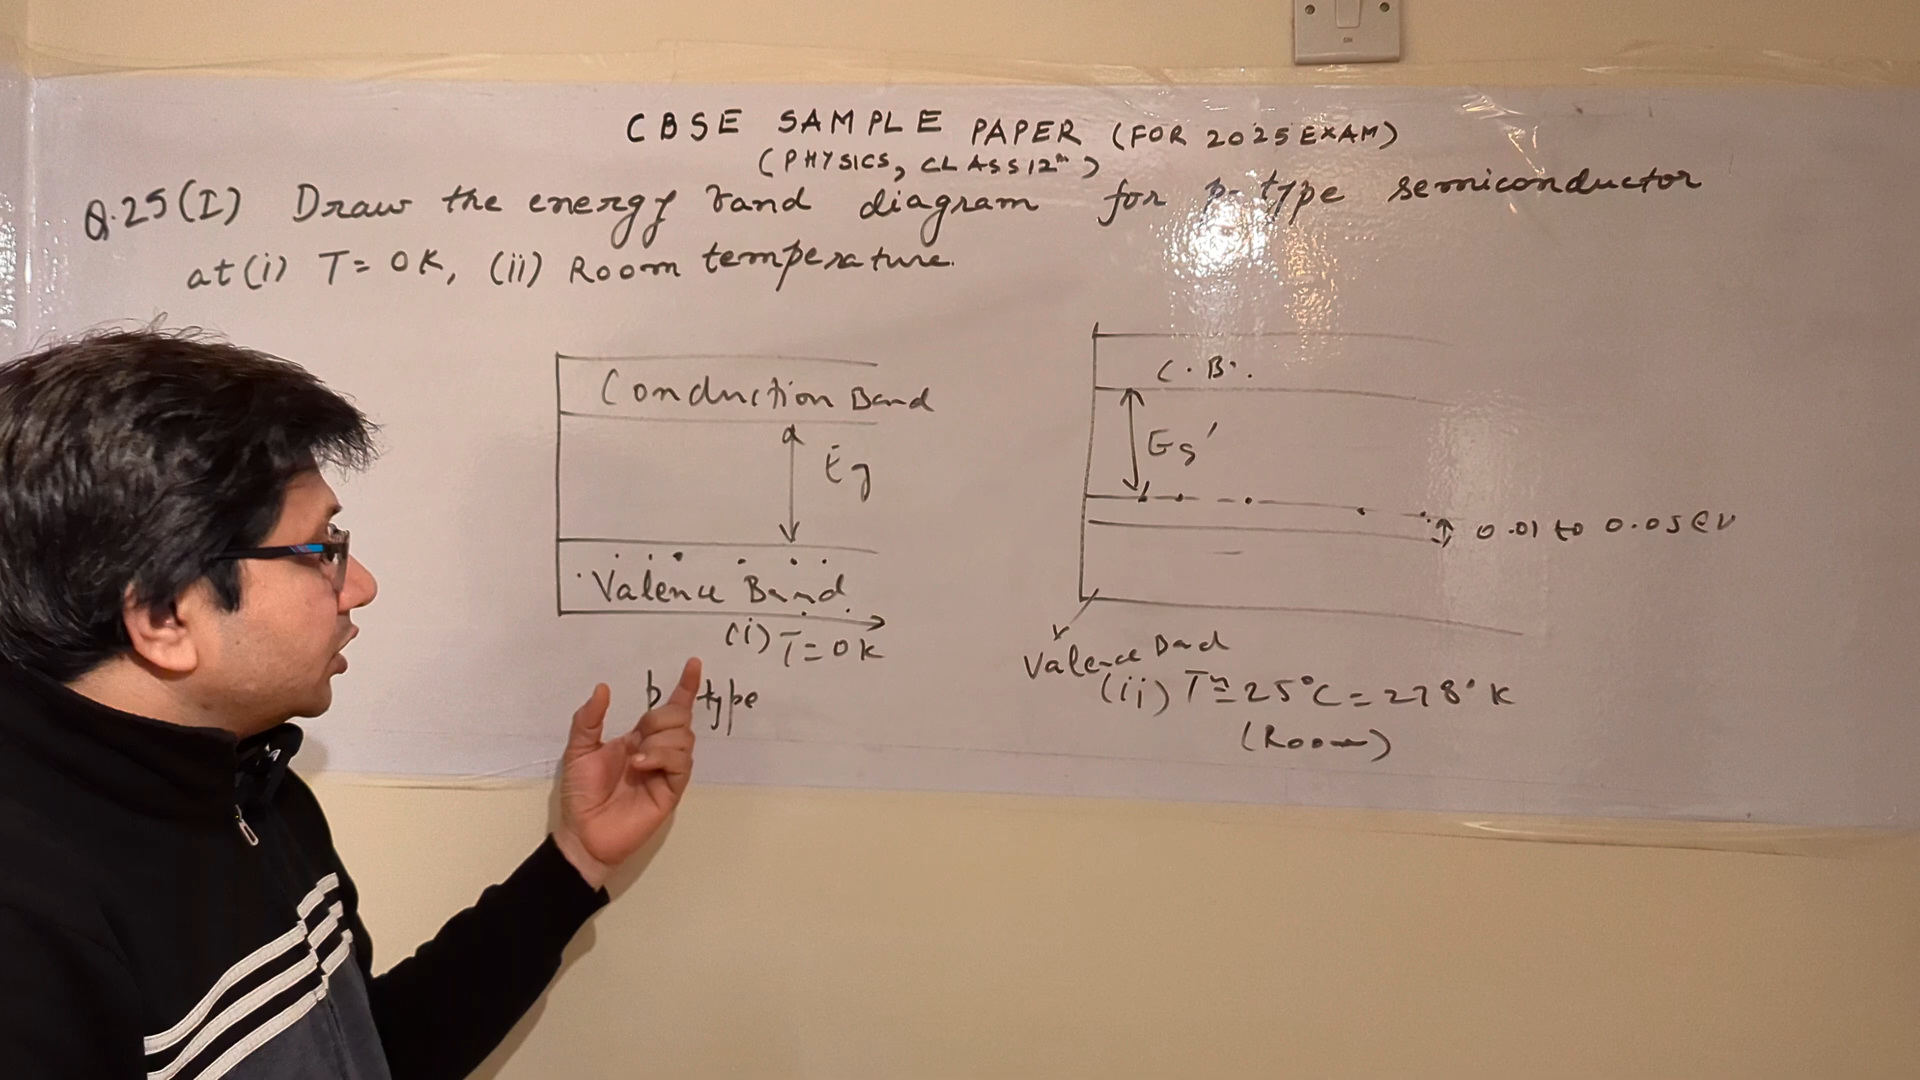 CBSE SAMPLE PAPER (FOR 2025 EXAM)
(PHYSICS, CLASS 12th)
Q.25(I) Draw the energy band diagram for p-type semiconductor
at (i) T = 0K, (ii) Room temperature.
Conduction Band
Eg
Valence Band
(i) T = 0K
p type
C.B.
Eg'
0.01 to 0.05 eV
Valence Band
(ii) T ≅ 25°C = 278°K
(Room)